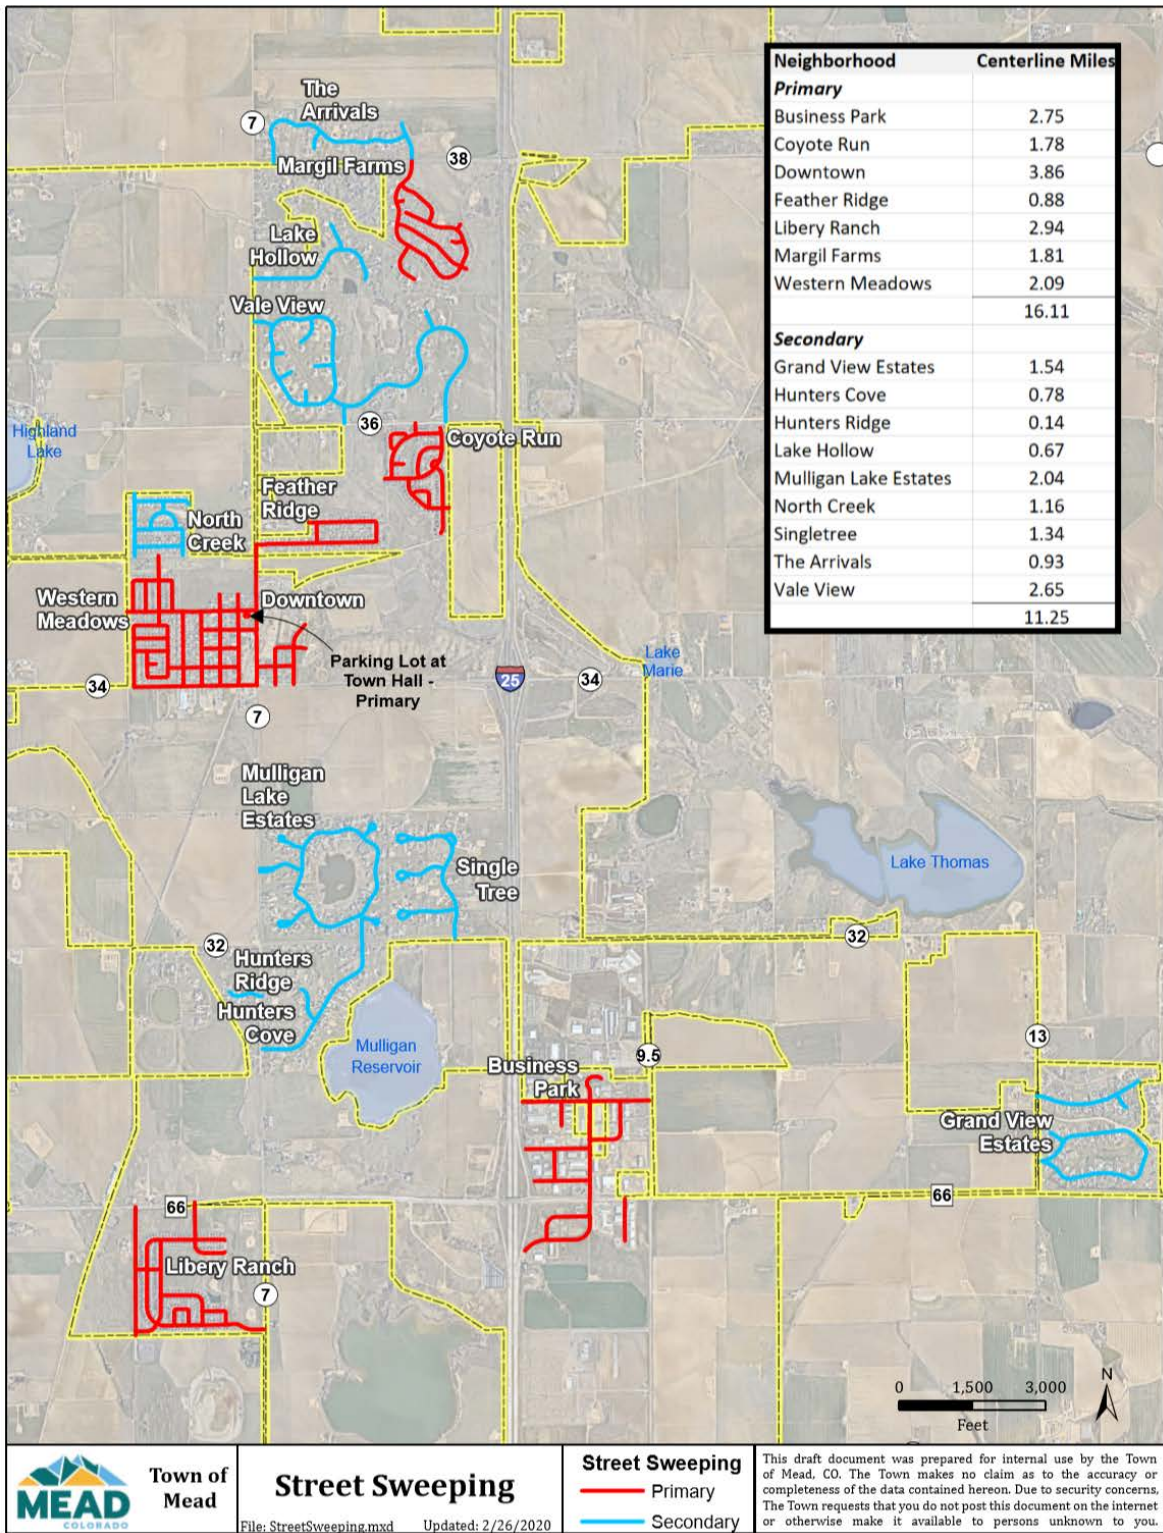 Neighborhood Centerline Miles
Primary
Business Park 2.75
Coyote Run 1.78
Downtown 3.86
Feather Ridge 0.88
Libery Ranch 2.94
Margil Farms 1.81
Western Meadows 2.09
16.11
Secondary
Grand View Estates 1.54
Hunters Cove 0.78
Hunters Ridge 0.14
Lake Hollow 0.67
Mulligan Lake Estates 2.04
North Creek 1.16
Singletree 1.34
The Arrivals 0.93
Vale View 2.65
11.25
The
Arrivals
7
Margil Farms
38
Lake
Hollow
Vale View
36
Coyote Run
Highland
Lake
Feather
Ridge
North
Creek
Western
Meadows
Downtown
Parking Lot at
Town Hall -
Primary
Lake
Marie
34
25
34
7
Mulligan
Lake
Estates
Single
Tree
Lake Thomas
32
32
Hunters
Ridge
Hunters
Cove
Mulligan
Reservoir
13
9.5
Business
Park
Grand View
Estates
66
66
Libery Ranch
7
N
0 1,500 3,000
Feet
MEAD
COLORADO
Town of
Mead
Street Sweeping
File: StreetSweeping.mxd Updated: 2/26/2020
Street Sweeping
Primary
Secondary
This draft document was prepared for internal use by the Town
of Mead, CO. The Town makes no claim as to the accuracy or
completeness of the data contained hereon. Due to security concerns,
The Town requests that you do not post this document on the internet
or otherwise make it available to persons unknown to you.